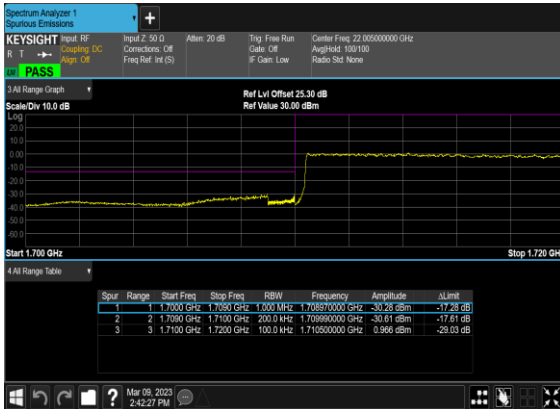 Spectrum Analyzer 1
Spurious Emissions
+
KEYSIGHT Input: RF Input Z: 50 Ω Atten: 20 dB Trig: Free Run Center Freq: 22.005000000 GHz
R T Coupling: DC Corrections: Off Gate: Off Avg|Hold: 100/100
Align: Off Freq Ref: Int (S) IF Gain: Low Radio Std: None
PASS
3 All Range Graph
Ref Lvl Offset 25.30 dB
Scale/Div 10.0 dB Ref Value 30.00 dBm
Log
20.0
10.0
0.00
-10.0
-20.0
-30.0
-40.0
-50.0
-60.0
Start 1.700 GHz Stop 1.720 GH
4 All Range Table
Spur Range Start Freq Stop Freq RBW Frequency Amplitude ΔLimit
1 1 1.7000 GHz 1.7090 GHz 1.000 MHz 1.708970000 GHz -30.28 dBm -17.28 dB
2 2 1.7090 GHz 1.7100 GHz 200.0 kHz 1.709990000 GHz -30.61 dBm -17.61 dB
3 3 1.7100 GHz 1.7200 GHz 100.0 kHz 1.710500000 GHz 0.966 dBm -29.03 dB
? Mar 09, 2023
2:42:27 PM